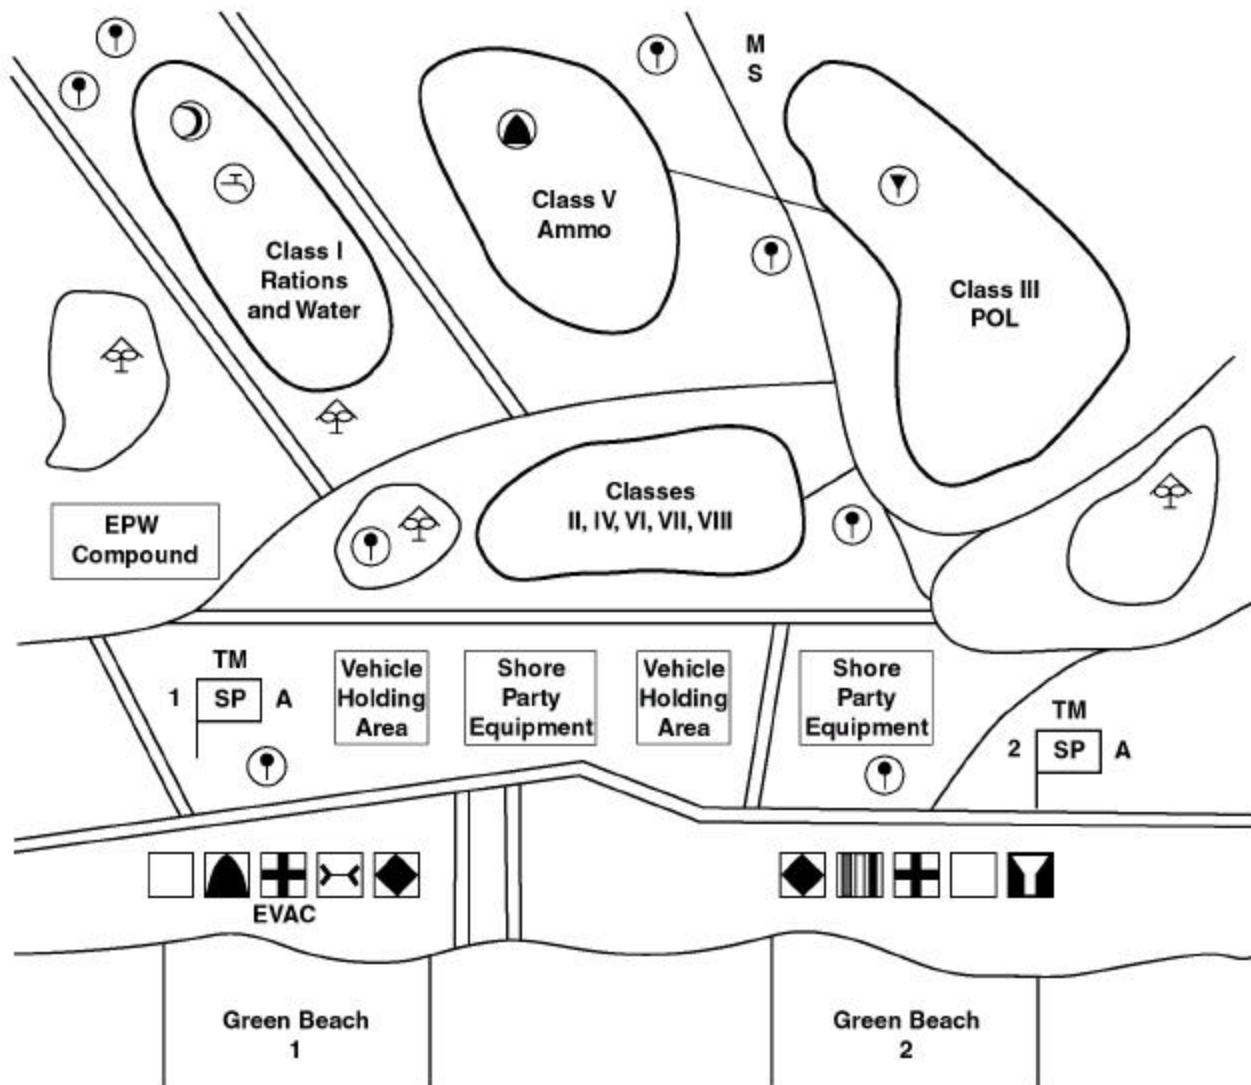 M
S
Class V
Ammo
Class I
Rations
and Water
Class III
POL
Classes
II, IV, VI, VII, VIII
EPW
Compound
TM
1 SP A
Vehicle
Holding
Area
Shore
Party
Equipment
Vehicle
Holding
Area
Shore
Party
Equipment
TM
2 SP A
EVAC
Green Beach
1
Green Beach
2